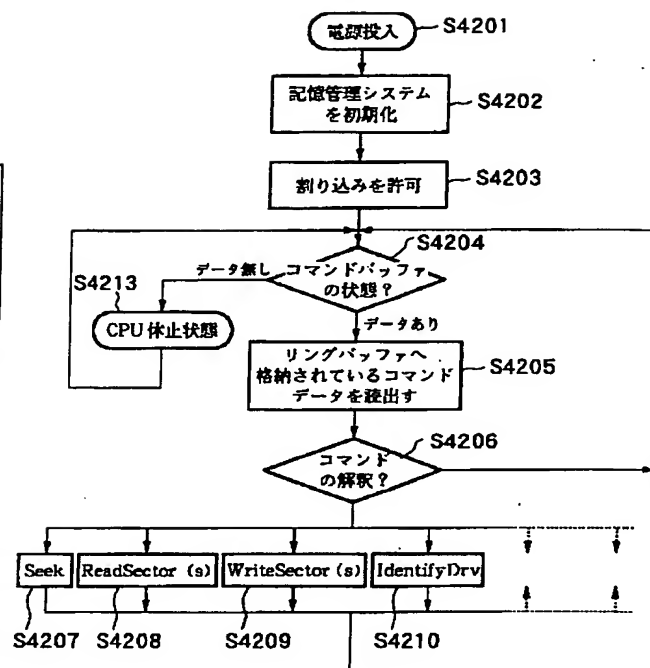 電源投入
S4201
記憶管理システム
を初期化
S4202
割り込みを許可
S4203
S4204
データ無し
コマンドバッファ
の状態?
S4213
CPU 休止状態
データあり
リングバッファへ
格納されているコマンド
データを読出す
S4205
S4206
コマンド
の解釈?
Seek
ReadSector (s)
WriteSector (s)
IdentifyDrv
S4207
S4208
S4209
S4210